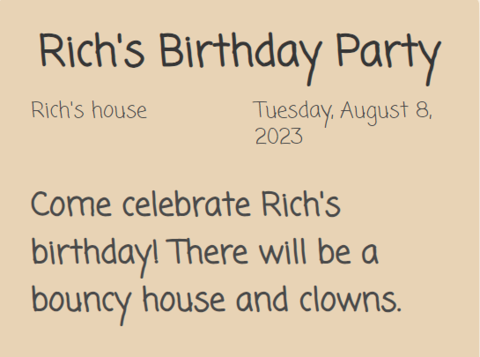 Rich's Birthday Party
Rich's house
Tuesday, August 8,
2023
Come celebrate Rich's
birthday! There will be a
bouncy house and clowns.